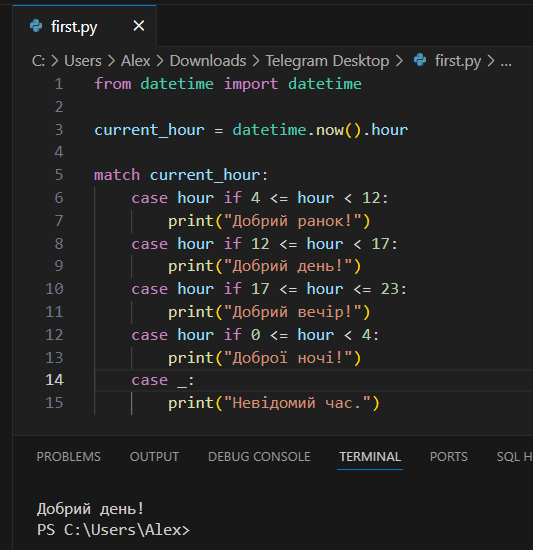 first.py
C: > Users > Alex > Downloads > Telegram Desktop > first.py > ...
1 from datetime import datetime
2
3 current_hour = datetime.now().hour
4
5 match current_hour:
6     case hour if 4 <= hour < 12:
7         print("Добрий ранок!")
8     case hour if 12 <= hour < 17:
9         print("Добрий день!")
10     case hour if 17 <= hour <= 23:
11         print("Добрий вечір!")
12     case hour if 0 <= hour < 4:
13         print("Доброї ночі!")
14     case _:
15         print("Невідомий час.")
PROBLEMS OUTPUT DEBUG CONSOLE TERMINAL PORTS SQL H
Добрий день!
PS C:\Users\Alex>